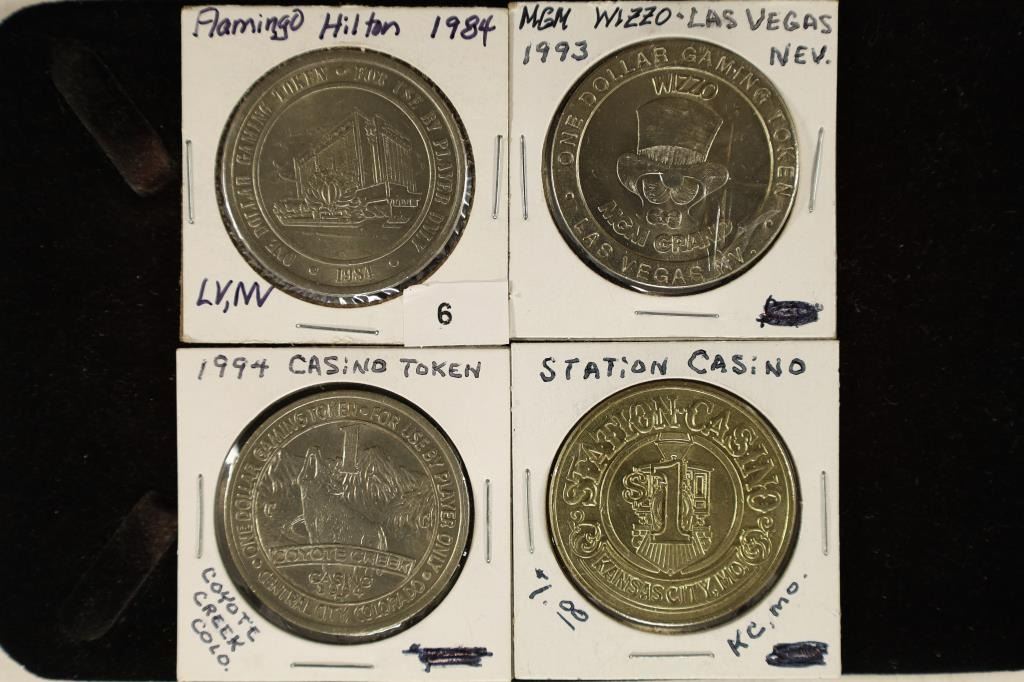 Flamingo Hilton 1984
ONE DOLLAR GAMING TOKEN • FOR USE BY PLAYER ONLY
1984
LV, NV
6
MGM WIZZO - LAS VEGAS
1993 NEV.
ONE DOLLAR GAMING TOKEN
WIZZO
MGM GRAND
LAS VEGAS NV.
1994 CASINO TOKEN
ONE DOLLAR GAMING TOKEN • FOR USE BY PLAYER ONLY
1
COYOTE CREEK
CASINO
1994
CENTRAL CITY, COLORADO
COYOTE
CREEK
COLO.
STATION CASINO
STATION CASINO
$1
KANSAS CITY, MO.
18
KC, MO.